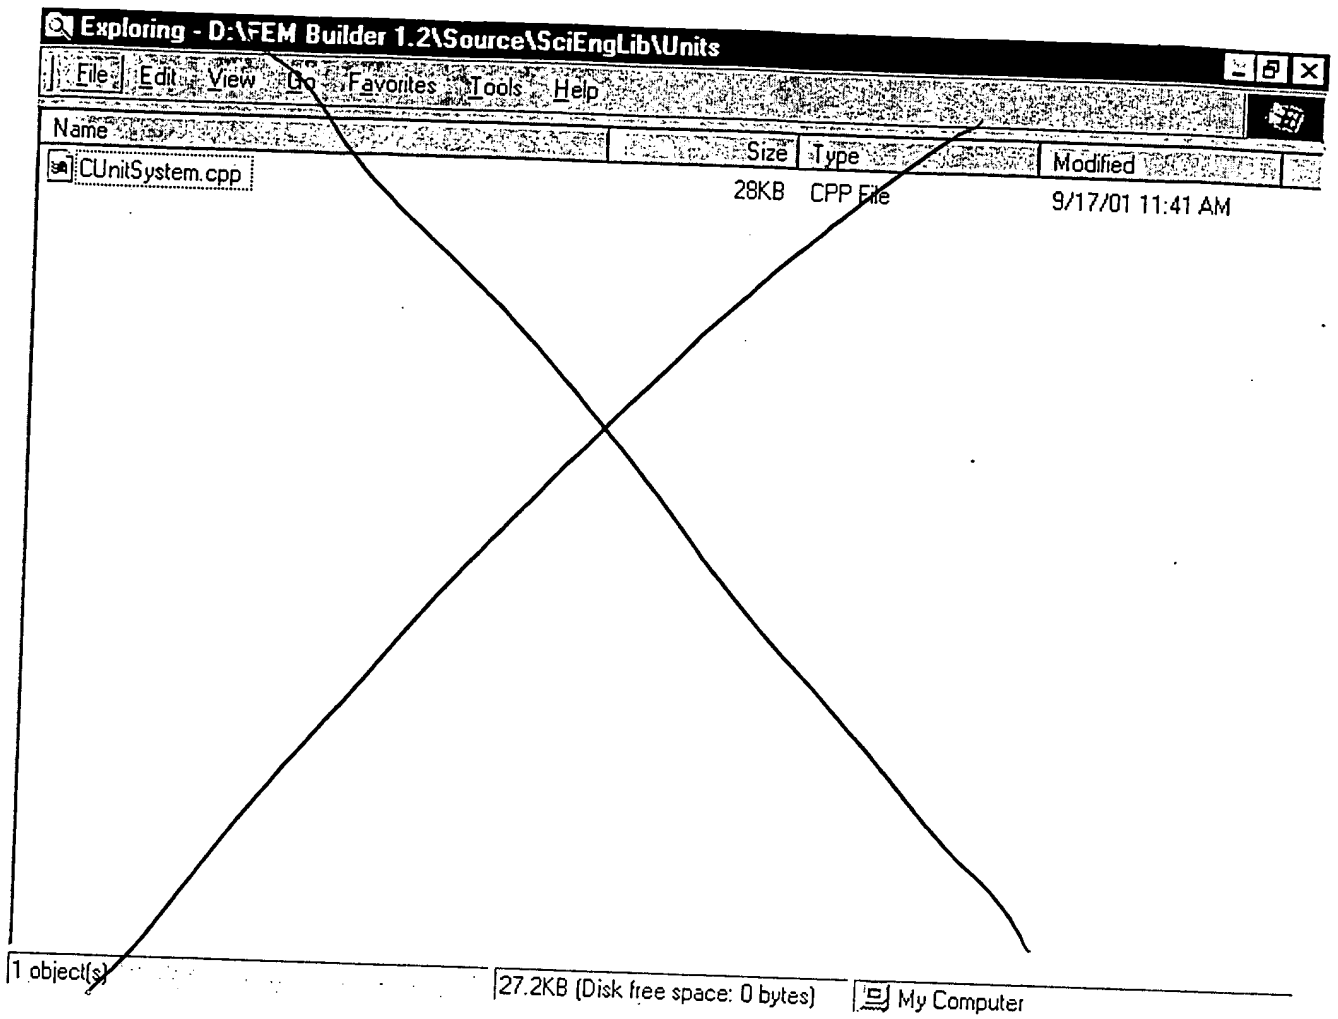 Exploring - D:\FEM Builder 1.2\Source\SciEngLib\Units
File Edit View Go Favorites Tools Help
Name Size Type Modified
CUnitSystem.cpp 28KB CPP File 9/17/01 11:41 AM
1 object(s) 27.2KB (Disk free space: 0 bytes) My Computer